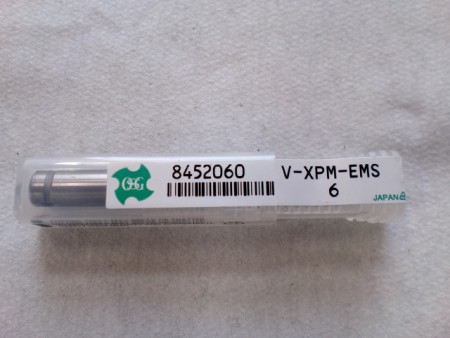 OSG
8452060
V-XPM-EMS
6
JAPAN